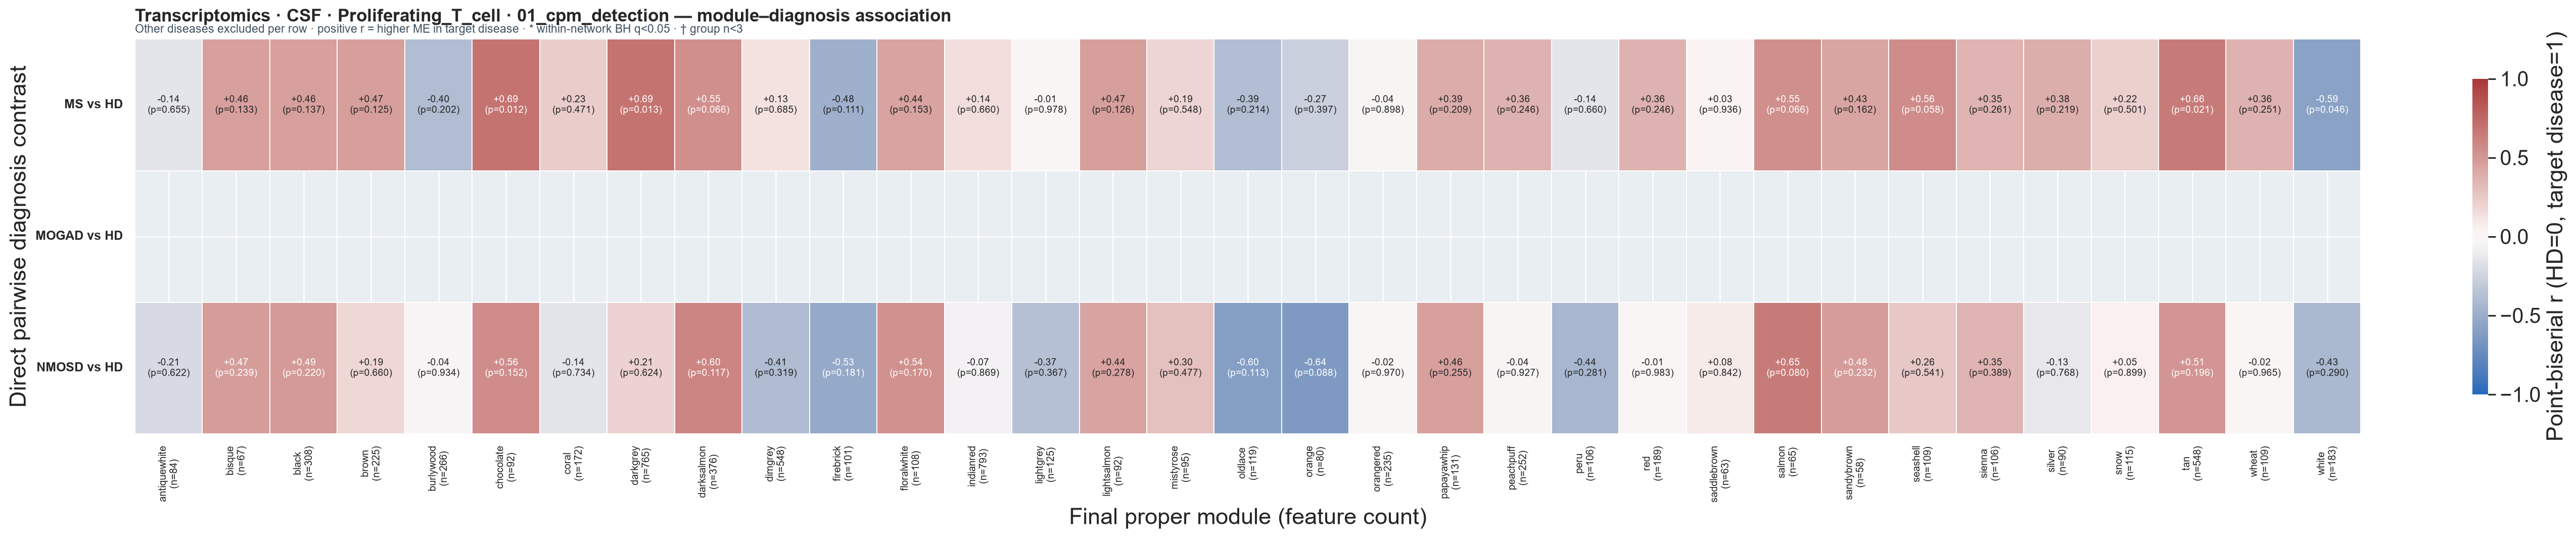 Transcriptomics · CSF · Proliferating_T_cell · 01_cpm_detection — module–diagnosis association
Other diseases excluded per row · positive r = higher ME in target disease · * within-network BH q<0.05 · † group n<3
Direct pairwise diagnosis contrast
MS vs HD
-0.14 +0.46 +0.46 +0.47 -0.40 +0.69 +0.23 +0.69 +0.55 +0.13 -0.48 +0.44 +0.14 -0.01 +0.47 +0.19 -0.39 -0.27 -0.04 +0.39 +0.36 -0.14 +0.36 +0.03 +0.55 +0.43 +0.56 +0.35 +0.38 +0.22 +0.66 +0.36 -0.59
(p=0.655) (p=0.133) (p=0.137) (p=0.125) (p=0.202) (p=0.012) (p=0.471) (p=0.013) (p=0.066) (p=0.685) (p=0.111) (p=0.153) (p=0.660) (p=0.978) (p=0.126) (p=0.548) (p=0.214) (p=0.397) (p=0.898) (p=0.209) (p=0.246) (p=0.660) (p=0.246) (p=0.936) (p=0.066) (p=0.162) (p=0.058) (p=0.261) (p=0.219) (p=0.501) (p=0.021) (p=0.251) (p=0.046)
MOGAD vs HD
NMOSD vs HD
-0.21 +0.47 +0.49 +0.19 -0.04 +0.56 -0.14 +0.21 +0.60 -0.41 -0.53 +0.54 -0.07 -0.37 +0.44 +0.30 -0.60 -0.64 -0.02 +0.46 -0.04 -0.44 -0.01 +0.08 +0.65 +0.48 +0.26 +0.35 -0.13 +0.05 +0.51 -0.02 -0.43
(p=0.622) (p=0.239) (p=0.220) (p=0.660) (p=0.934) (p=0.152) (p=0.734) (p=0.624) (p=0.117) (p=0.319) (p=0.181) (p=0.170) (p=0.869) (p=0.367) (p=0.278) (p=0.477) (p=0.113) (p=0.088) (p=0.970) (p=0.255) (p=0.927) (p=0.281) (p=0.983) (p=0.842) (p=0.080) (p=0.232) (p=0.541) (p=0.389) (p=0.768) (p=0.899) (p=0.196) (p=0.965) (p=0.290)
antiquewhite
(n=84)
bisque
(n=67)
black
(n=308)
brown
(n=225)
burlywood
(n=266)
chocolate
(n=92)
coral
(n=172)
darkgrey
(n=765)
darksalmon
(n=376)
dimgrey
(n=548)
firebrick
(n=101)
floralwhite
(n=108)
indianred
(n=793)
lightgrey
(n=125)
lightsalmon
(n=92)
mistyrose
(n=95)
oldlace
(n=119)
orange
(n=80)
orangered
(n=235)
papayawhip
(n=131)
peachpuff
(n=252)
peru
(n=106)
red
(n=189)
saddlebrown
(n=63)
salmon
(n=65)
sandybrown
(n=58)
seashell
(n=109)
sienna
(n=106)
silver
(n=90)
snow
(n=115)
tan
(n=548)
wheat
(n=109)
white
(n=183)
Final proper module (feature count)
1.0
0.5
0.0
−0.5
−1.0
Point-biserial r (HD=0, target disease=1)